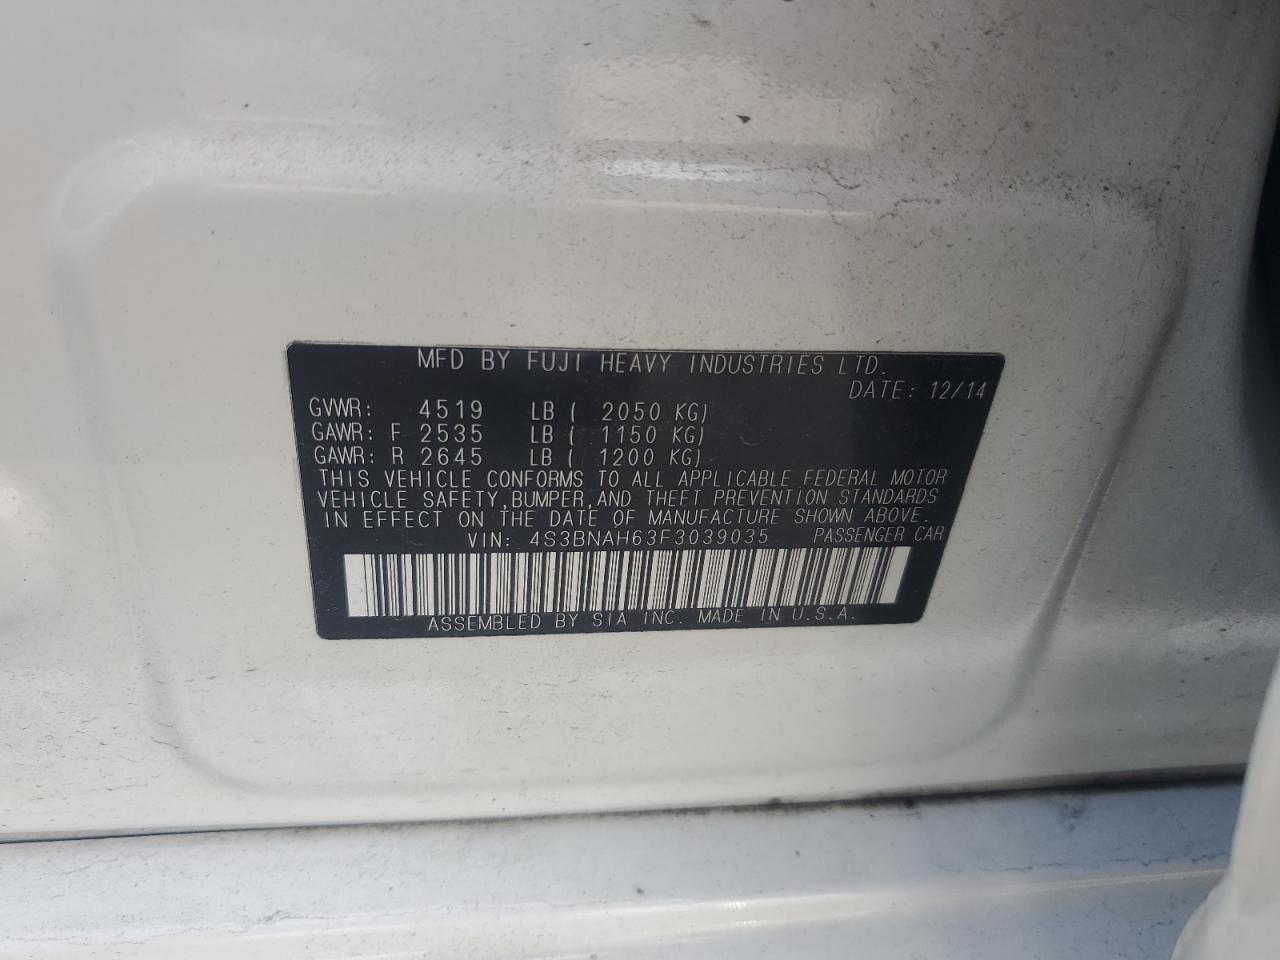 MFD BY FUJI HEAVY INDUSTRIES LTD.
DATE: 12/14
GVWR: 4519 LB ( 2050 KG)
GAWR: F 2535 LB ( 1150 KG)
GAWR: R 2645 LB ( 1200 KG)
THIS VEHICLE CONFORMS TO ALL APPLICABLE FEDERAL MOTOR
VEHICLE SAFETY,BUMPER,AND THEFT PREVENTION STANDARDS
IN EFFECT ON THE DATE OF MANUFACTURE SHOWN ABOVE.
VIN: 4S3BNAH63F3039035 PASSENGER CAR
ASSEMBLED BY SIA INC. MADE IN U.S.A.